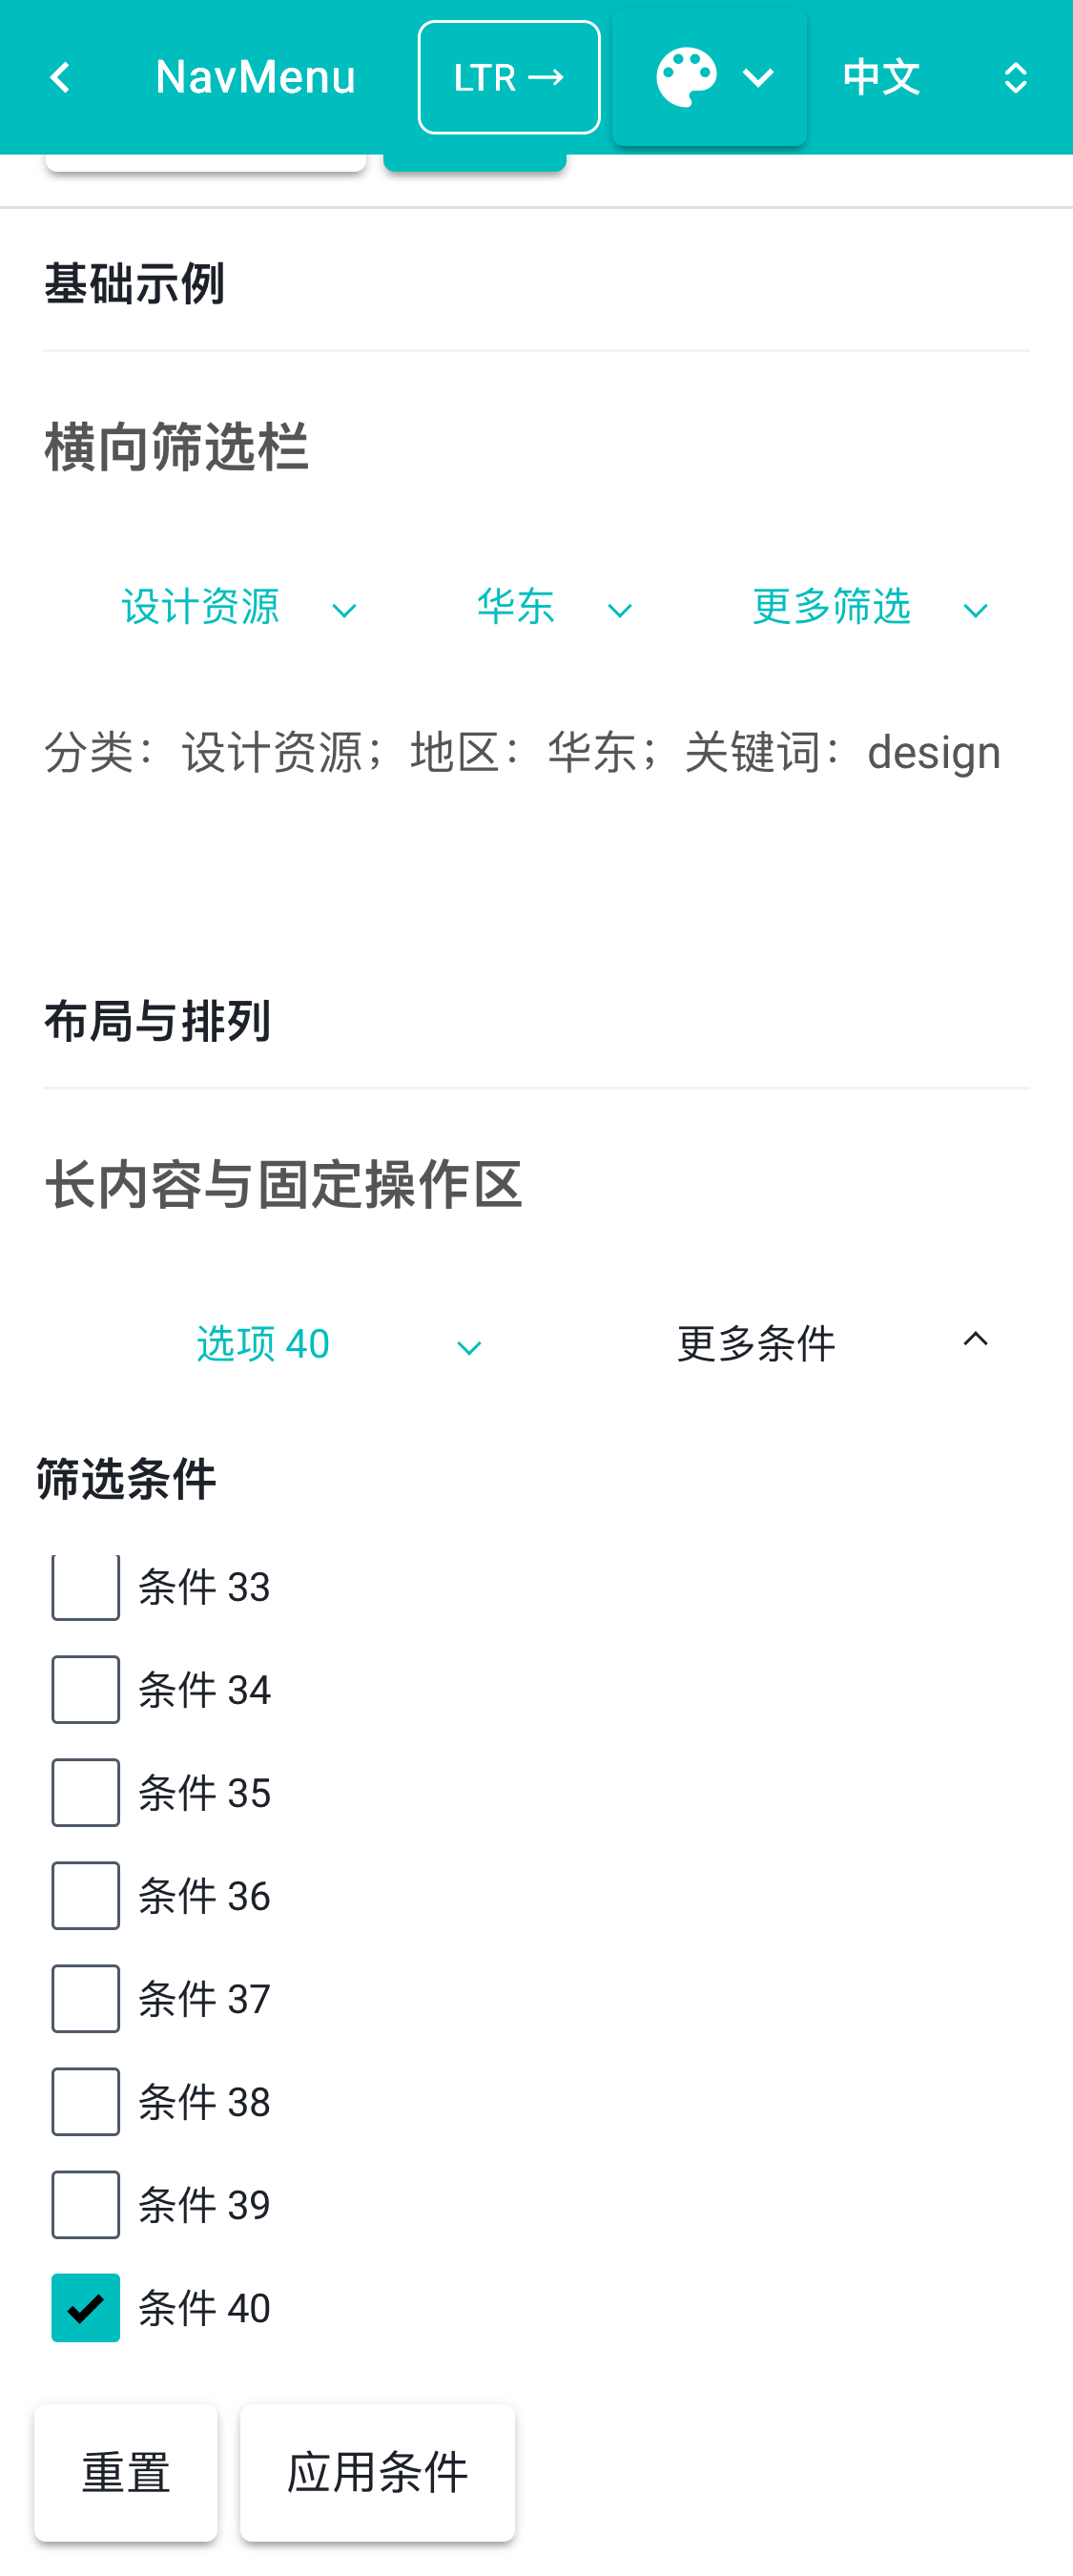 NavMenu LTR → 中文
基础示例
横向筛选栏
设计资源 华东 更多筛选
分类：设计资源；地区：华东；关键词：design
布局与排列
长内容与固定操作区
选项 40 更多条件
筛选条件
条件 33
条件 34
条件 35
条件 36
条件 37
条件 38
条件 39
条件 40
重置 应用条件